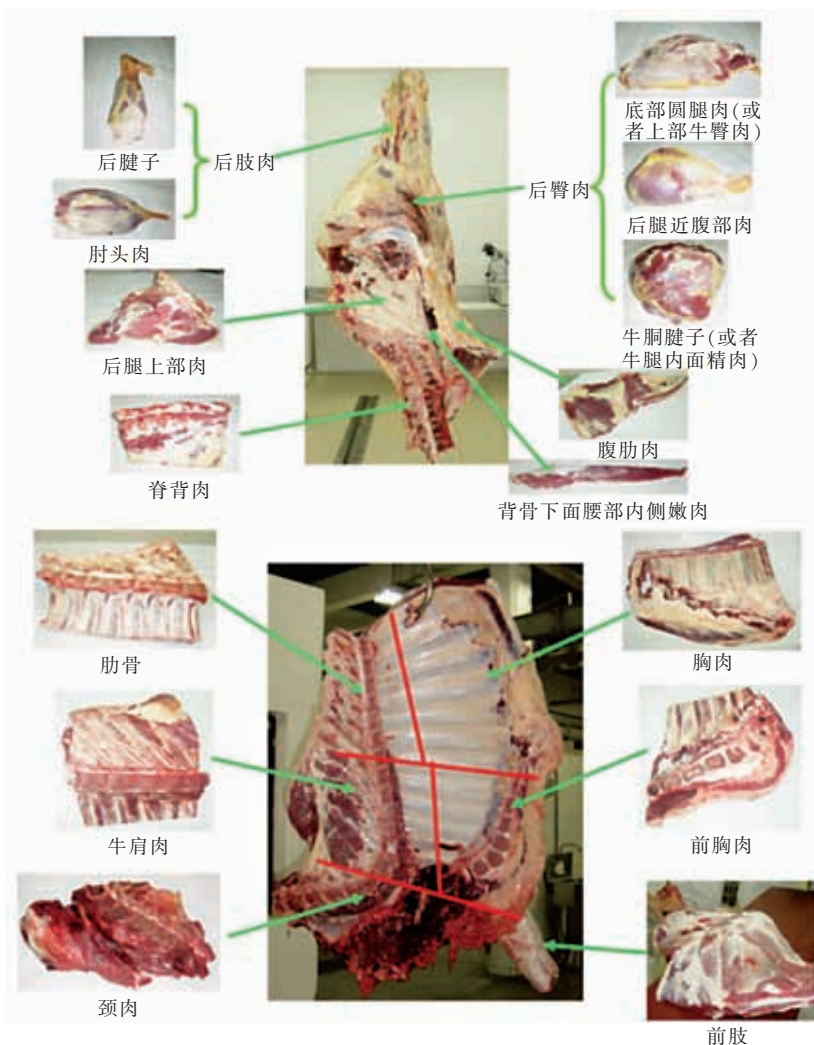 后腱子
肘头肉
后肢肉
后腿上部肉
脊背肉
后臀肉
底部圆腿肉(或
者上部牛臀肉)
后腿近腹部肉
牛胴腱子(或者
牛腿内面精肉)
腹肋肉
背骨下面腰部内侧嫩肉
肋骨
牛肩肉
颈肉
胸肉
前胸肉
前肢